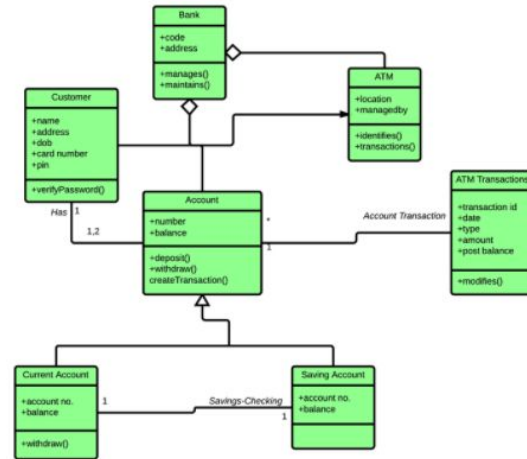 Bank
+code
+address
+manages()
+maintains()
ATM
+location
+managedby
+identifies()
+transactions()
Customer
+name
+address
+dob
+card number
+pin
+verifyPassword()
Has
1
1,2
Account
+number
+balance
+deposit()
+withdraw()
createTransaction()
*
1
Account Transaction
ATM Transactions
+transaction id
+date
+type
+amount
+post balance
+modifies()
Current Account
+account no.
+balance
+withdraw()
1
Savings-Checking
1
Saving Account
+account no.
+balance